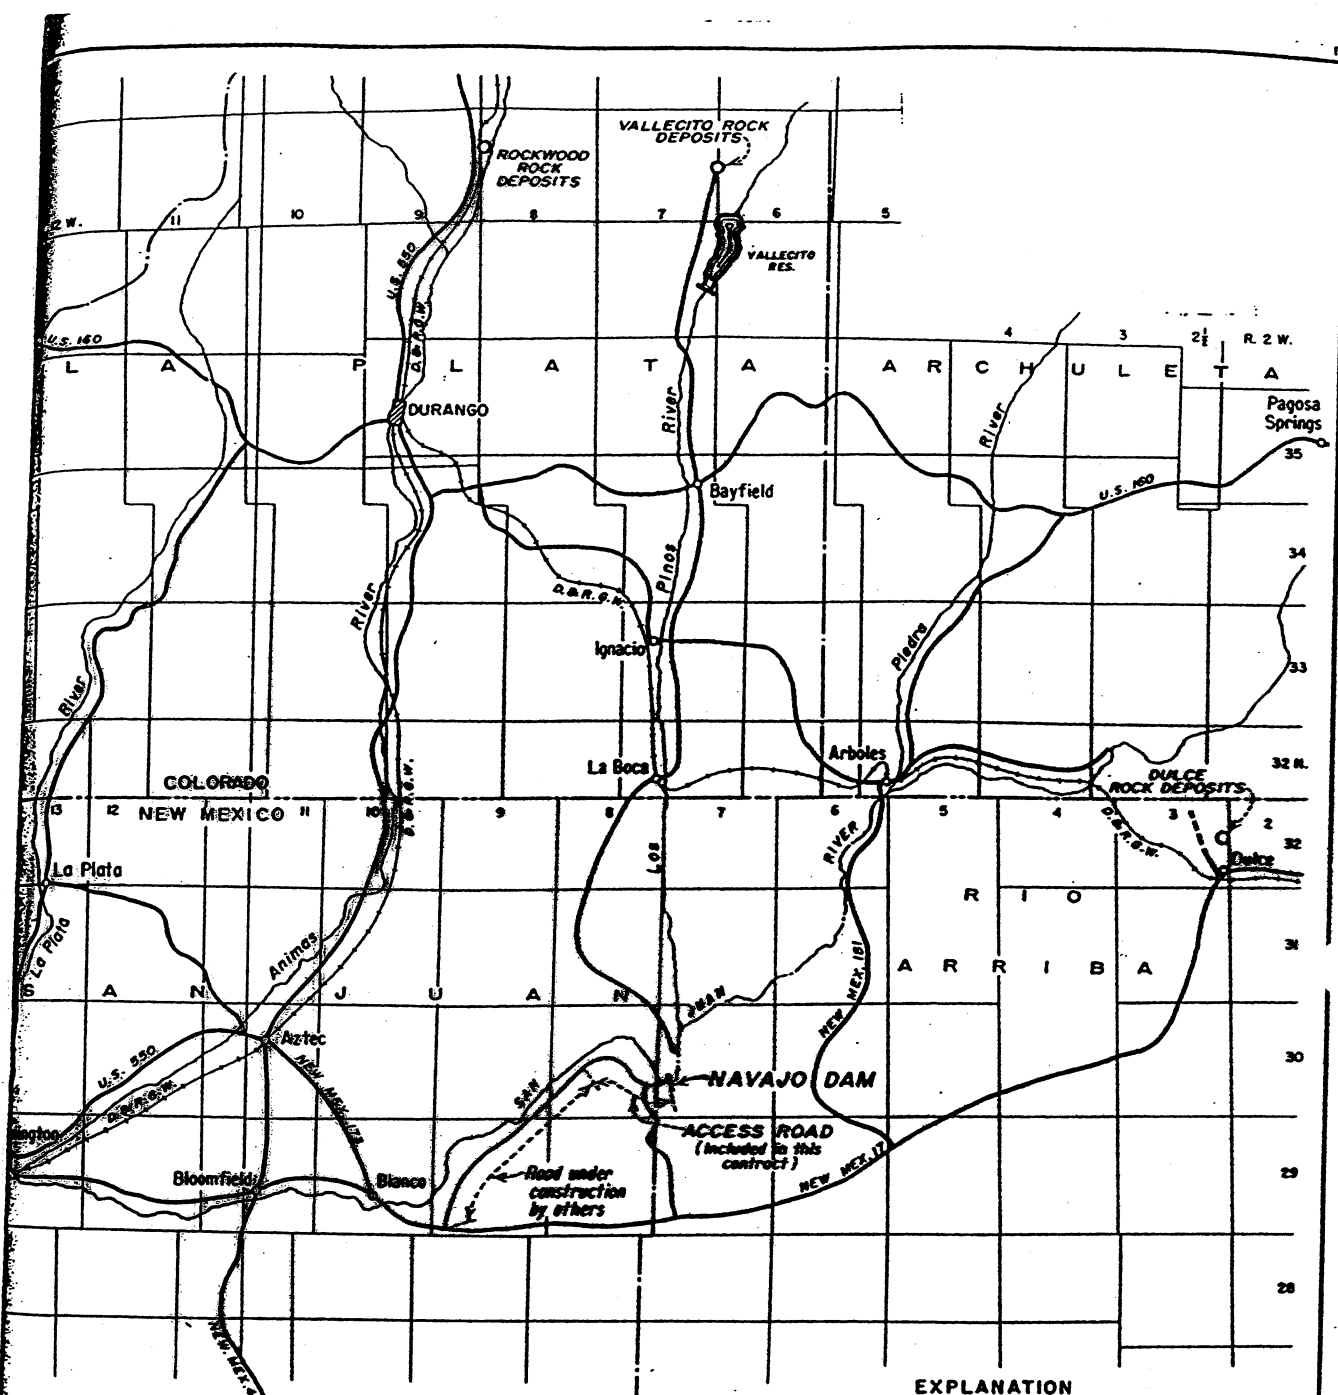 VALLECITO ROCK
DEPOSITS
ROCKWOOD
ROCK
DEPOSITS
2 W.
11
10
9
8
7
6
5
U.S. 550
VALLECITO
RES.
D.& R.G.W.
U.S. 160
4
3
2½
R. 2 W.
L A P L A T A
A R C H U L E T A
DURANGO
River
River
Pagosa
Springs
35
Bayfield
U.S. 160
34
Pinos
D.& R.G.W.
River
Ignacio
Piedra
33
River
La Boca
Arboles
32 N.
COLORADO
NEW MEXICO
D.& R.G.W.
DULCE
ROCK DEPOSITS
13
12
11
10
9
8
7
6
5
4
3
2
RIVER
D.& R.G.W.
32
Dulce
La Plata
LOS
R I O
La Plata
Animas
NEW MEX. 151
31
A R R I B A
S A N J U A N
JUAN
Aztec
NEW MEX. 173
U.S. 550
D.& R.G.W.
SAN
30
NAVAJO DAM
ACCESS ROAD
(Included in this
contract)
ington
Bloomfield
Blanco
Road under
construction
by others
NEW MEX. 17
29
28
NEW. MEX. 4
EXPLANATION